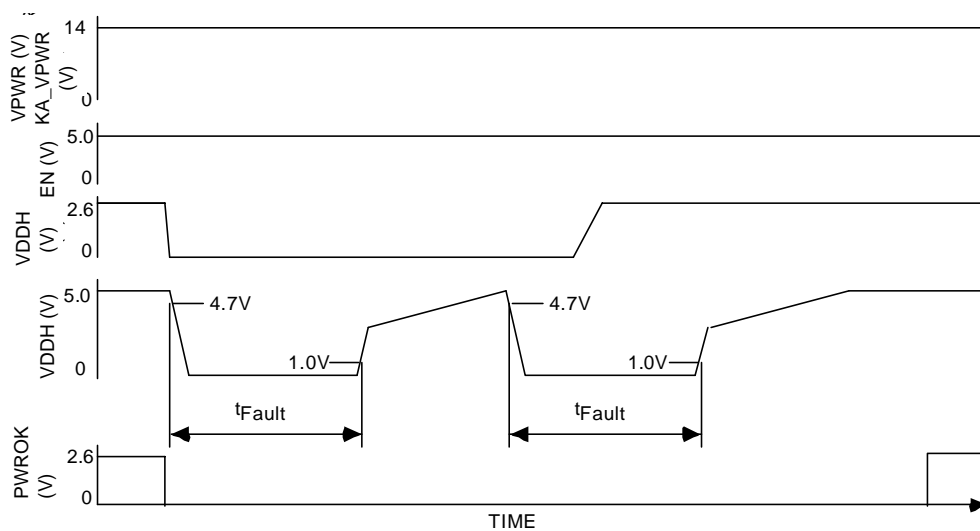 14
VPWR (V)
KA_VPWR
(V)
0
5.0
EN (V)
0
2.6
VDDH
(V)
0
5.0
VDDH (V)
4.7V
4.7V
1.0V
1.0V
0
tFault
tFault
2.6
PWROK
(V)
0
TIME